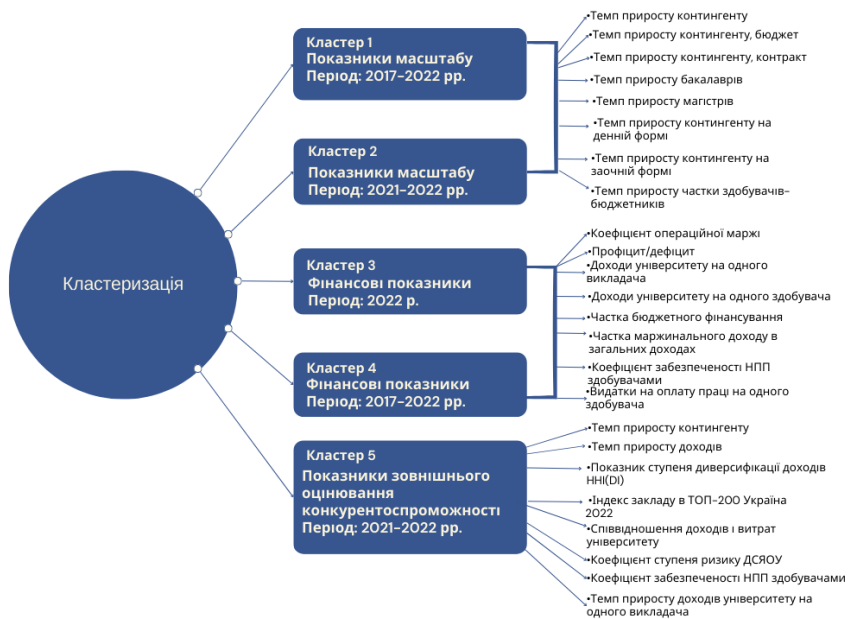 Кластеризація
Кластер 1
Показники масштабу
Період: 2017-2022 рр.
Кластер 2
Показники масштабу
Період: 2021-2022 рр.
Кластер 3
Фінансові показники
Період: 2022 р.
Кластер 4
Фінансові показники
Період: 2017-2022 рр.
Кластер 5
Показники зовнішнього
оцінювання
конкурентоспроможності
Період: 2021-2022 рр.
•Темп приросту контингенту
•Темп приросту контингенту, бюджет
•Темп приросту контингенту, контракт
•Темп приросту бакалаврів
•Темп приросту магістрів
•Темп приросту контингенту на
денній формі
•Темп приросту контингенту на
заочній формі
•Темп приросту частки здобувачів-
бюджетників
•Коефіцієнт операційної маржі
•Профіцит/дефіцит
•Доходи університету на одного
викладача
•Доходи університету на одного здобувача
•Частка бюджетного фінансування
•Частка маржинального доходу в
загальних доходах
•Коефіцієнт забезпеченості НПП
здобувачами
•Видатки на оплату праці на одного
здобувача
•Темп приросту контингенту
•Темп приросту доходів
•Показник ступеня диверсифікації доходів
HHI(DI)
•Індекс закладу в ТОП-200 Україна
2022
•Співвідношення доходів і витрат
університету
•Коефіцієнт ступеня ризику ДСЯОУ
•Коефіцієнт забезпеченості НПП здобувачами
•Темп приросту доходів університету на
одного викладача